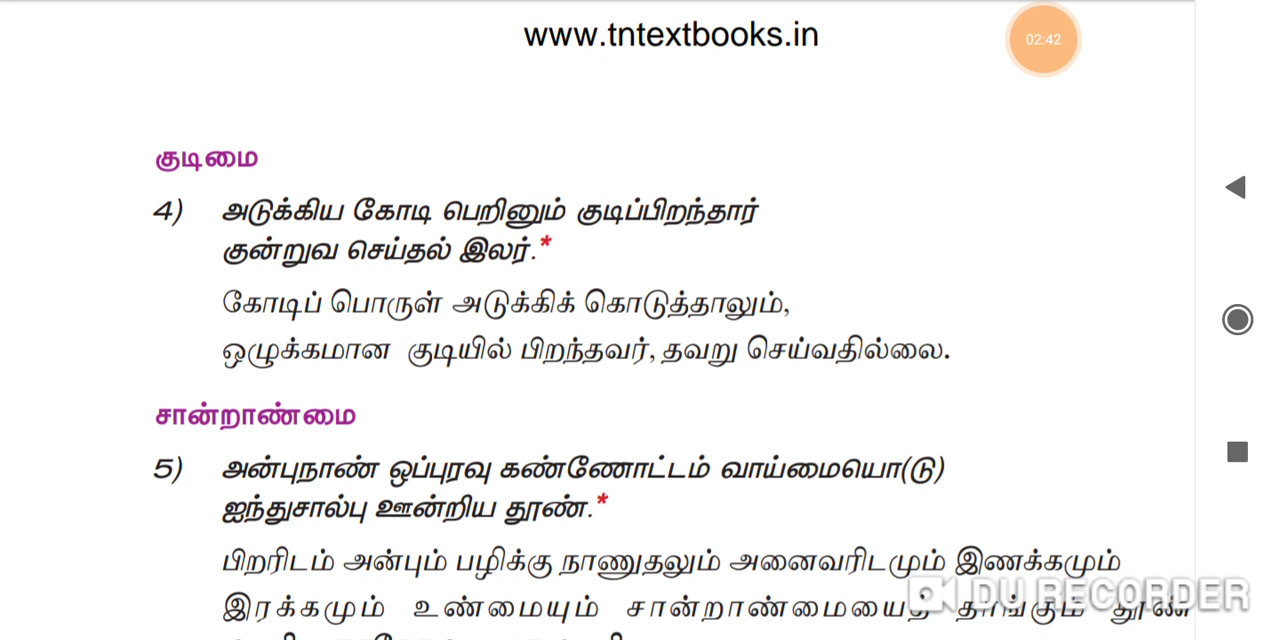 www.tntextbooks.in
02:42
குடிமை
4) அடுக்கிய கோடி பெறினும் குடிப்பிறந்தார்
குன்றுவ செய்தல் இலர்.*
கோடிப் பொருள் அடுக்கிக் கொடுத்தாலும்,
ஒழுக்கமான குடியில் பிறந்தவர், தவறு செய்வதில்லை.
சான்றாண்மை
5) அன்புநாண் ஒப்புரவு கண்ணோட்டம் வாய்மையொ(டு)
ஐந்துசால்பு ஊன்றிய தூண்.*
பிறரிடம் அன்பும் பழிக்கு நாணுதலும் அனைவரிடமும் இணக்கமும்
இரக்கமும் உண்மையும் சான்றாண்மையைத் தாங்கும் தூண்
DU RECORDER